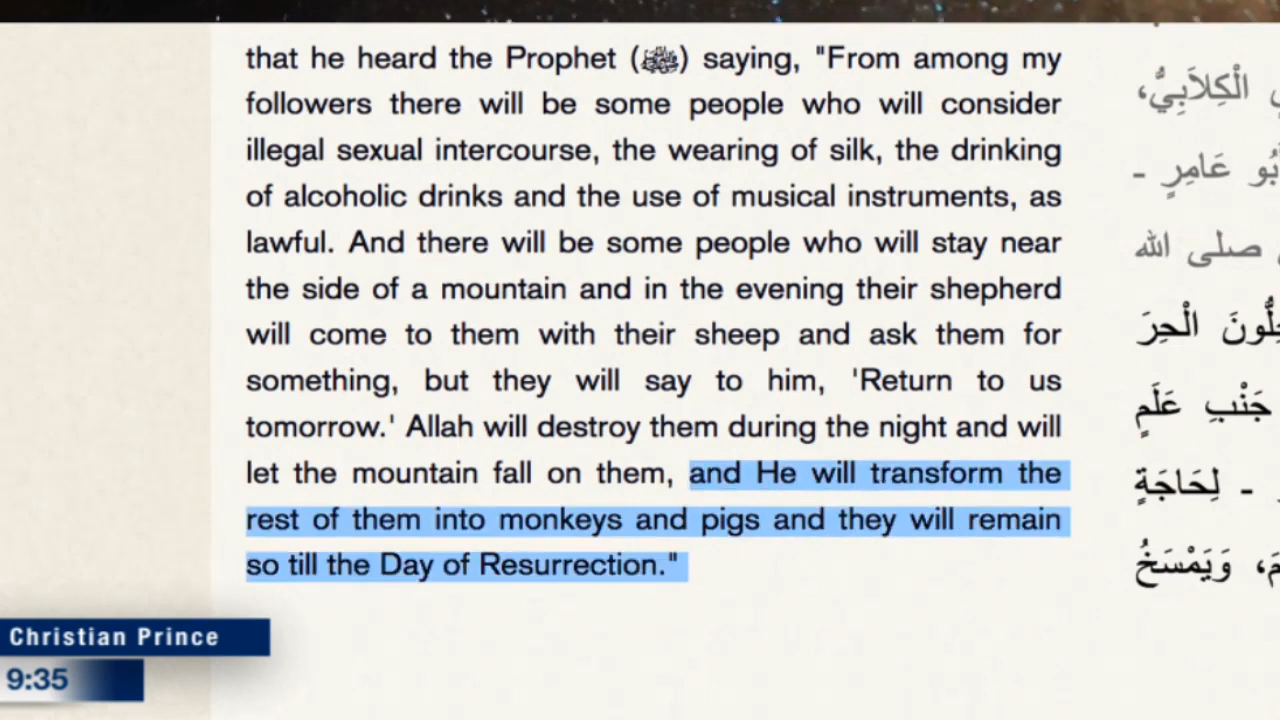 that he heard the Prophet (ﷺ) saying, "From among my
followers there will be some people who will consider
illegal sexual intercourse, the wearing of silk, the drinking
of alcoholic drinks and the use of musical instruments, as
lawful. And there will be some people who will stay near
the side of a mountain and in the evening their shepherd
will come to them with their sheep and ask them for
something, but they will say to him, 'Return to us
tomorrow.' Allah will destroy them during the night and will
let the mountain fall on them, and He will transform the
rest of them into monkeys and pigs and they will remain
so till the Day of Resurrection."
الْكِلاَبِيُّ،
عَامِرٍ ـ
صلى الله
الْحِرَ
جَنْبِ عَلَمٍ
ـ لِحَاجَةٍ
وَيَمْسَخُ
Christian Prince
9:35